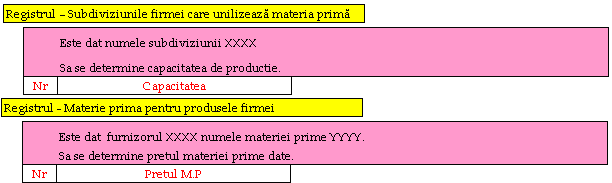 Registrul – Subdiviziunile firmei care unilizează materia primă
Este dat numele subdiviziunii XXXX
Sa se determine capacitatea de productie.
Nr Capacitatea
Registrul - Materie prima pentru produsele firmei
Este dat furnizorul XXXX numele materiei prime YYYY.
Sa se determine pretul materiei prime date.
Nr Pretul M.P